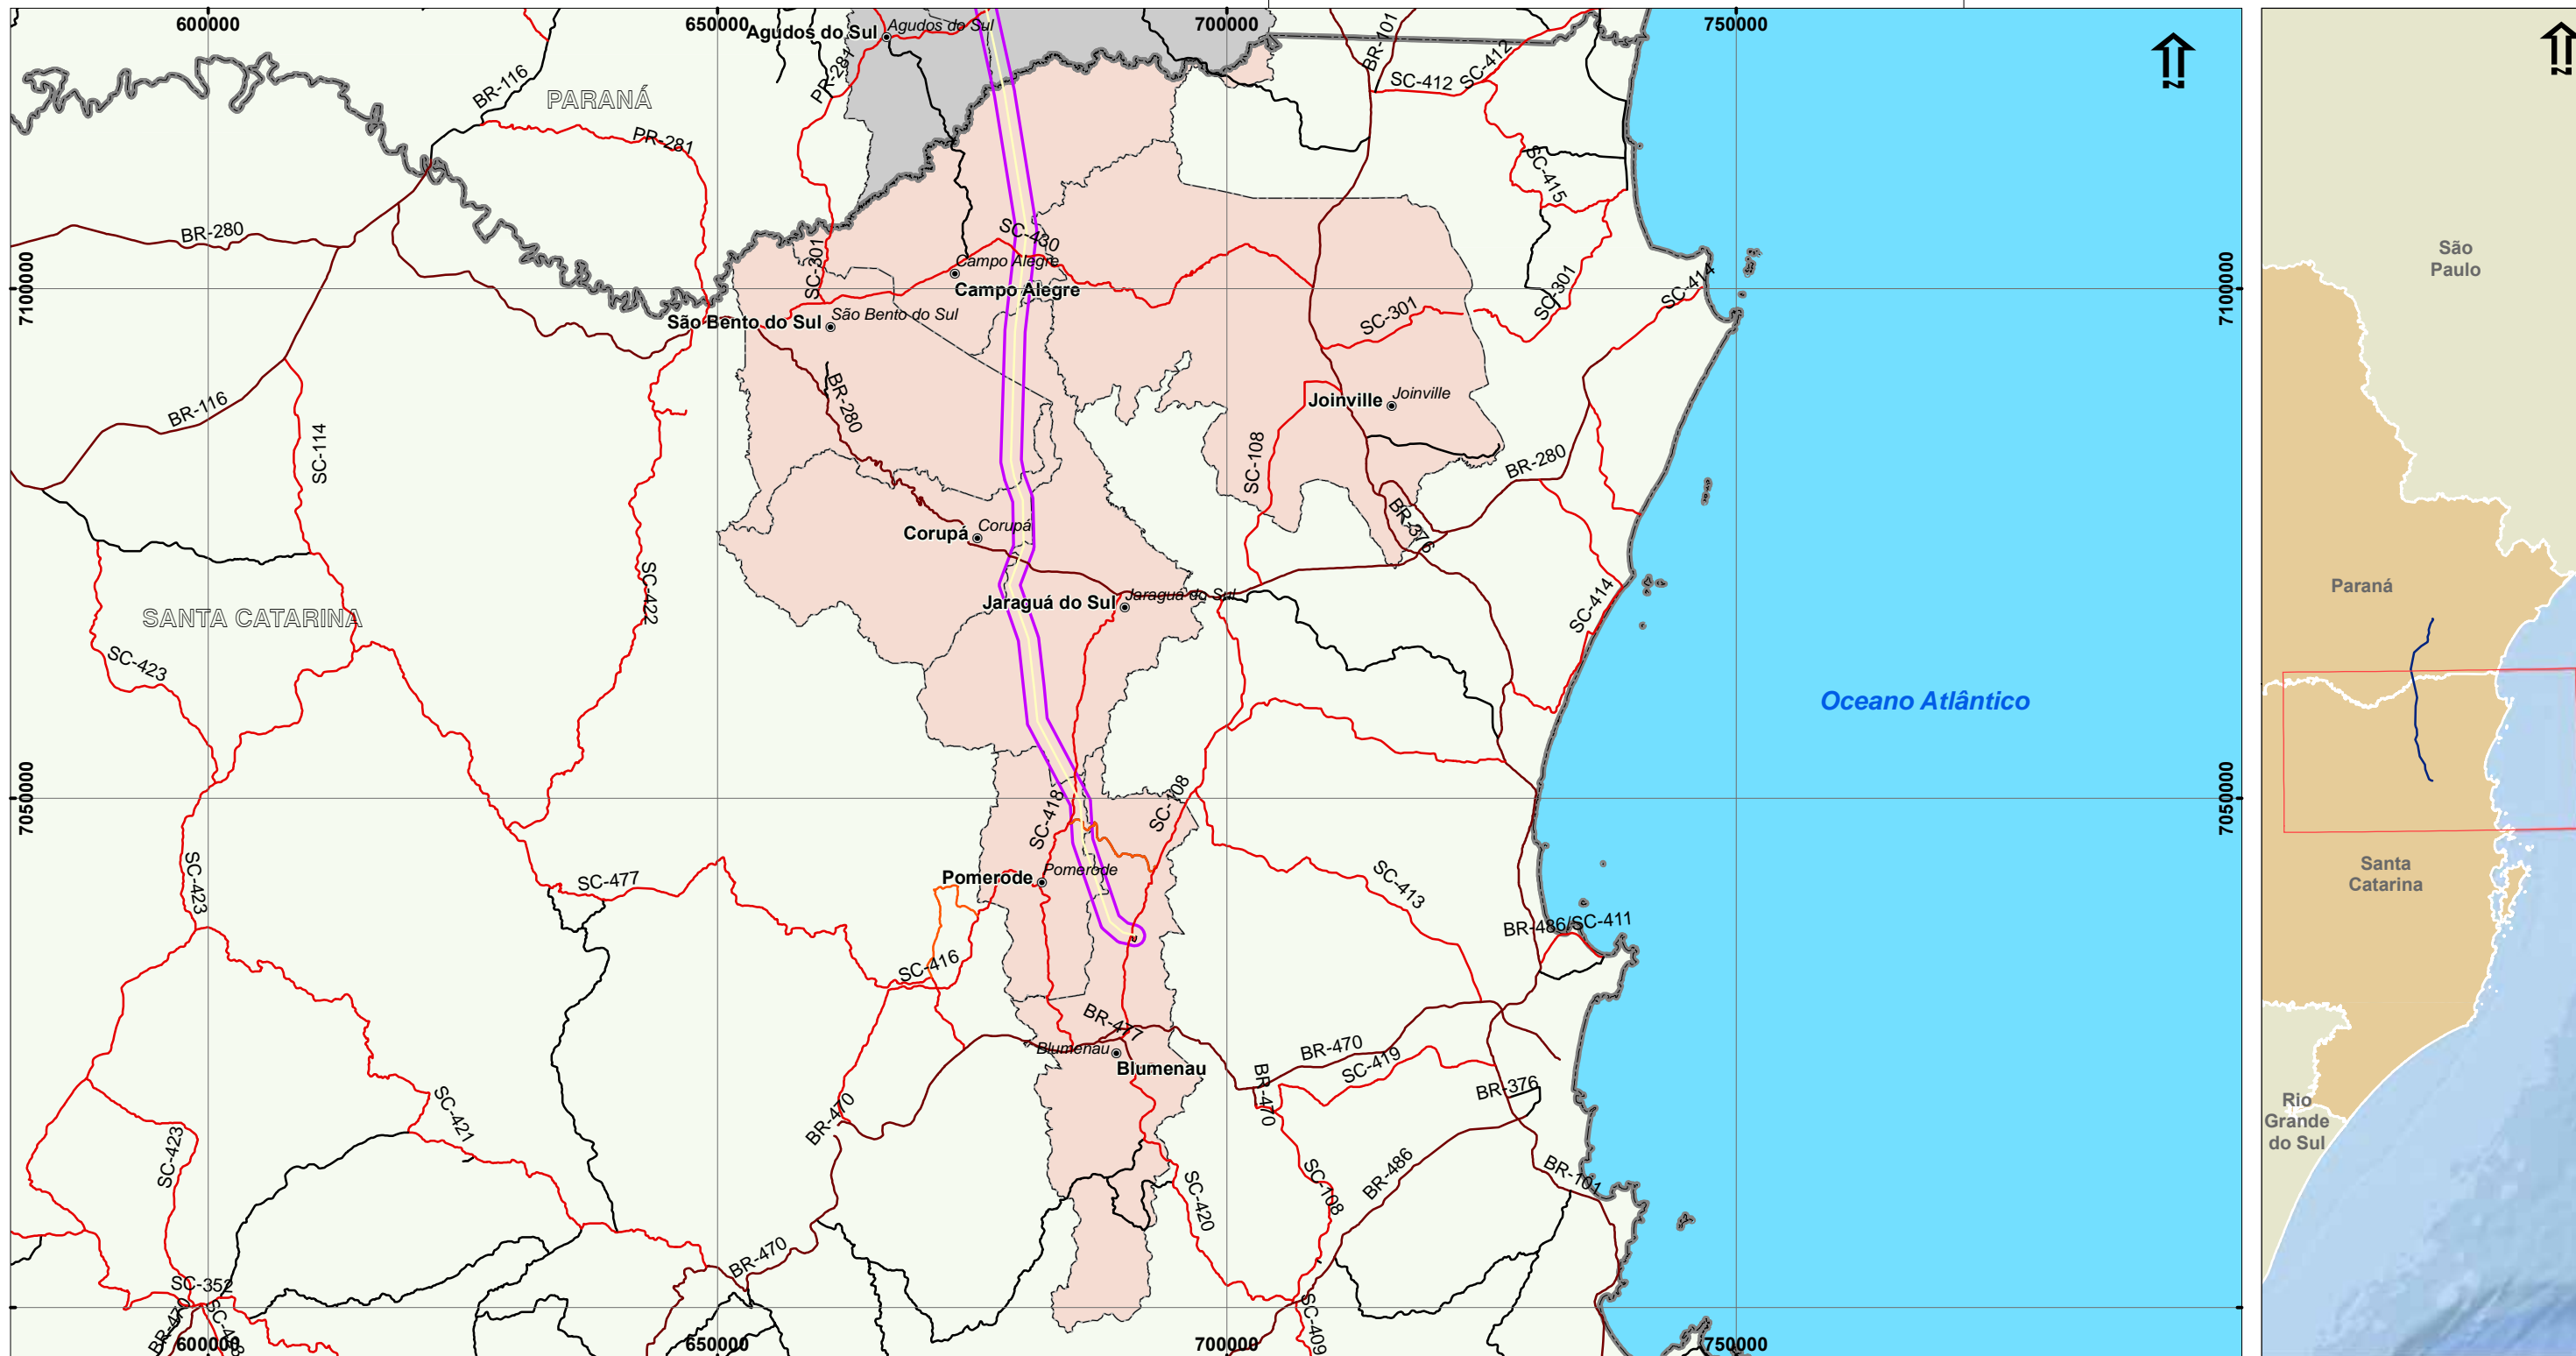 600000
650000
700000
750000
Agudos do Sul
Agudos do Sul
BR-116
PARANÁ
PR-281
PR-281
BR-101
SC-412
SC-412
N
N
SC-415
BR-280
SC-301
SC-430
Campo Alegre
Campo Alegre
7100000
7100000
São Bento do Sul
São Bento do Sul
SC-301
SC-301
SC-414
BR-116
SC-114
BR-280
Joinville
Joinville
SC-108
BR-280
BR-376
Corupá
Corupá
SC-422
Jaraguá do Sul
Jaraguá do Sul
SC-414
SANTA CATARINA
SC-423
Oceano Atlântico
7050000
7050000
SC-418
SC-108
SC-423
SC-477
Pomerode
Pomerode
SC-413
BR-486/SC-411
SC-416
BR-477
Blumenau
Blumenau
BR-470
SC-419
BR-470
BR-376
BR-470
SC-421
SC-423
SC-420
SC-108
BR-486
BR-101
BR-470
SC-352
BR-470
SC-409
600000
650000
700000
750000
São
Paulo
Paraná
Santa
Catarina
Rio
Grande
do Sul